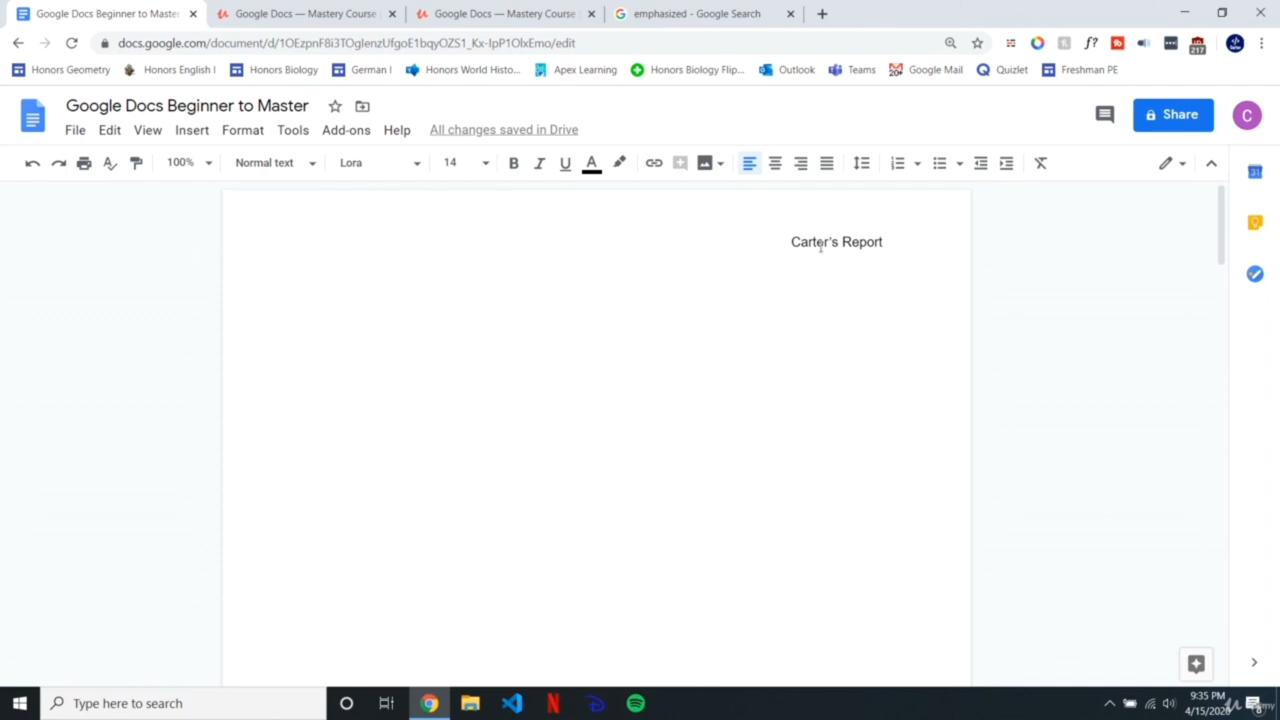 Google Docs Beginner to Master
Google Docs — Mastery Course
Google Docs — Mastery Course
emphasized - Google Search
docs.google.com/document/d/1OEzpnF8i3TOgIenzUfgoE1bqyOZS1_Kx-IpP1OlxEmo/edit
217
Honors Geometry
Honors English I
Honors Biology
German I
Honors World Histo...
Apex Learning
Honors Biology Flip...
Outlook
Teams
Google Mail
Quizlet
Freshman PE
Google Docs Beginner to Master
File Edit View Insert Format Tools Add-ons Help All changes saved in Drive
Share
C
100% Normal text Lora 14
B I U A
31
Carter's Report
Type here to search
9:35 PM
4/15/2020